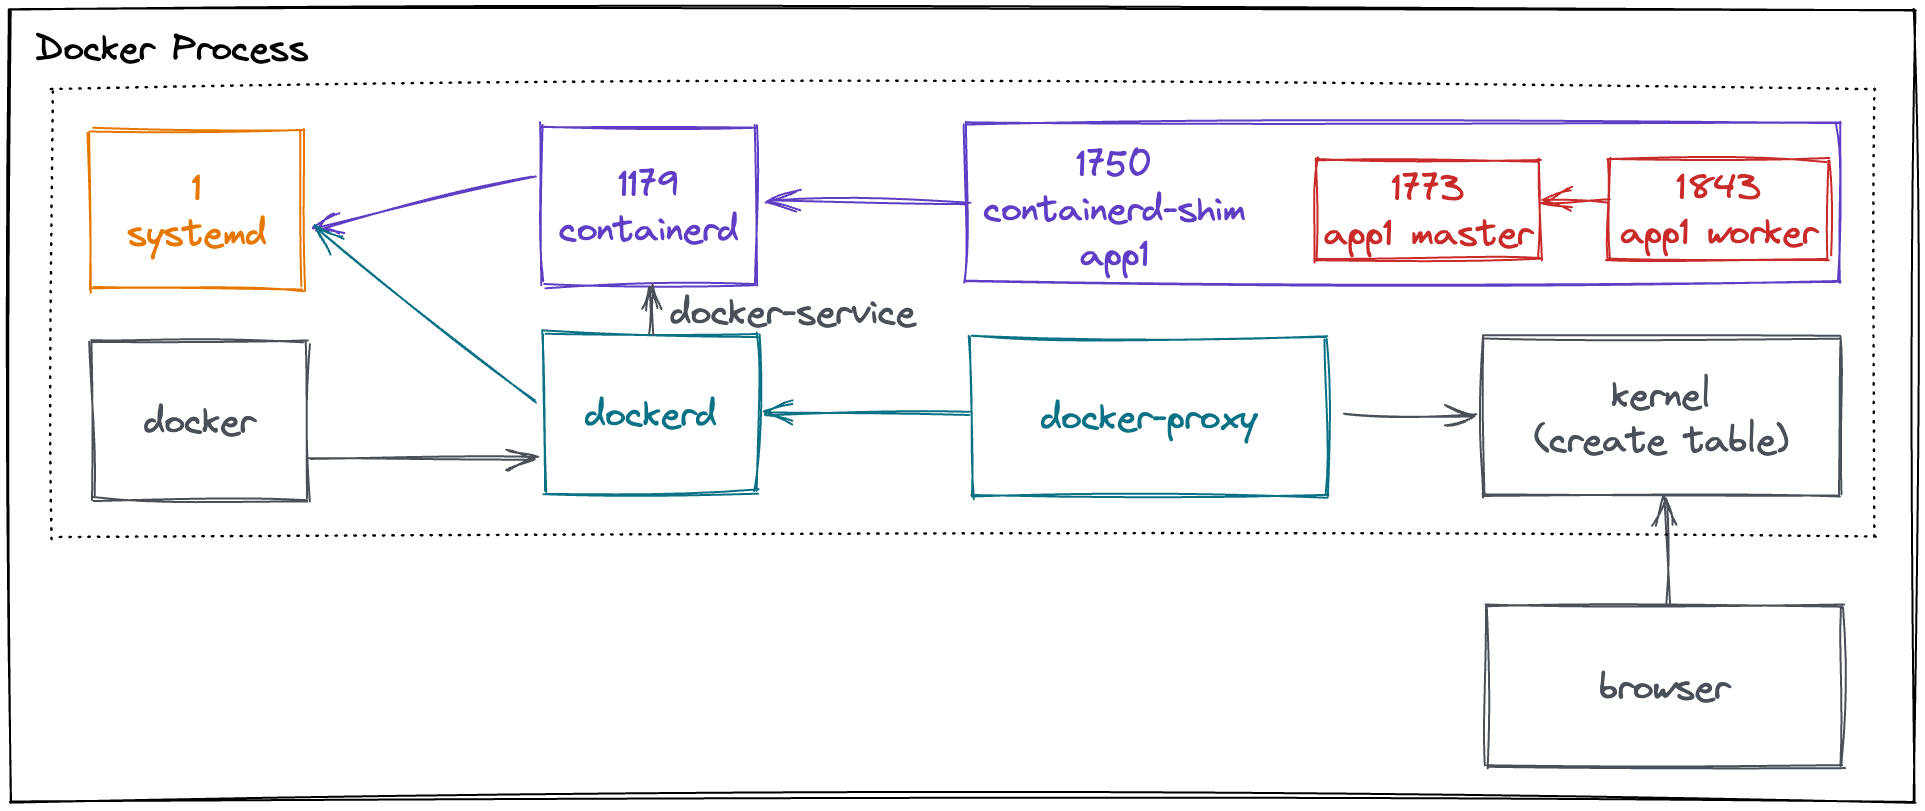 Docker Process
1
systemd
1179
containerd
1750
containerd-shim
app1
1773
app1 master
1843
app1 worker
docker-service
docker
dockerd
docker-proxy
kernel
(create table)
browser